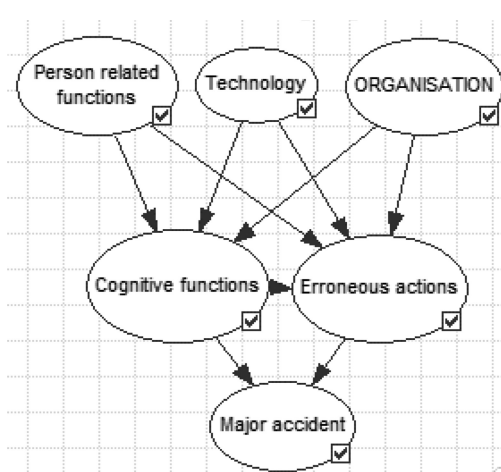 Person related
functions
Technology
ORGANISATION
Cognitive functions
Erroneous actions
Major accident